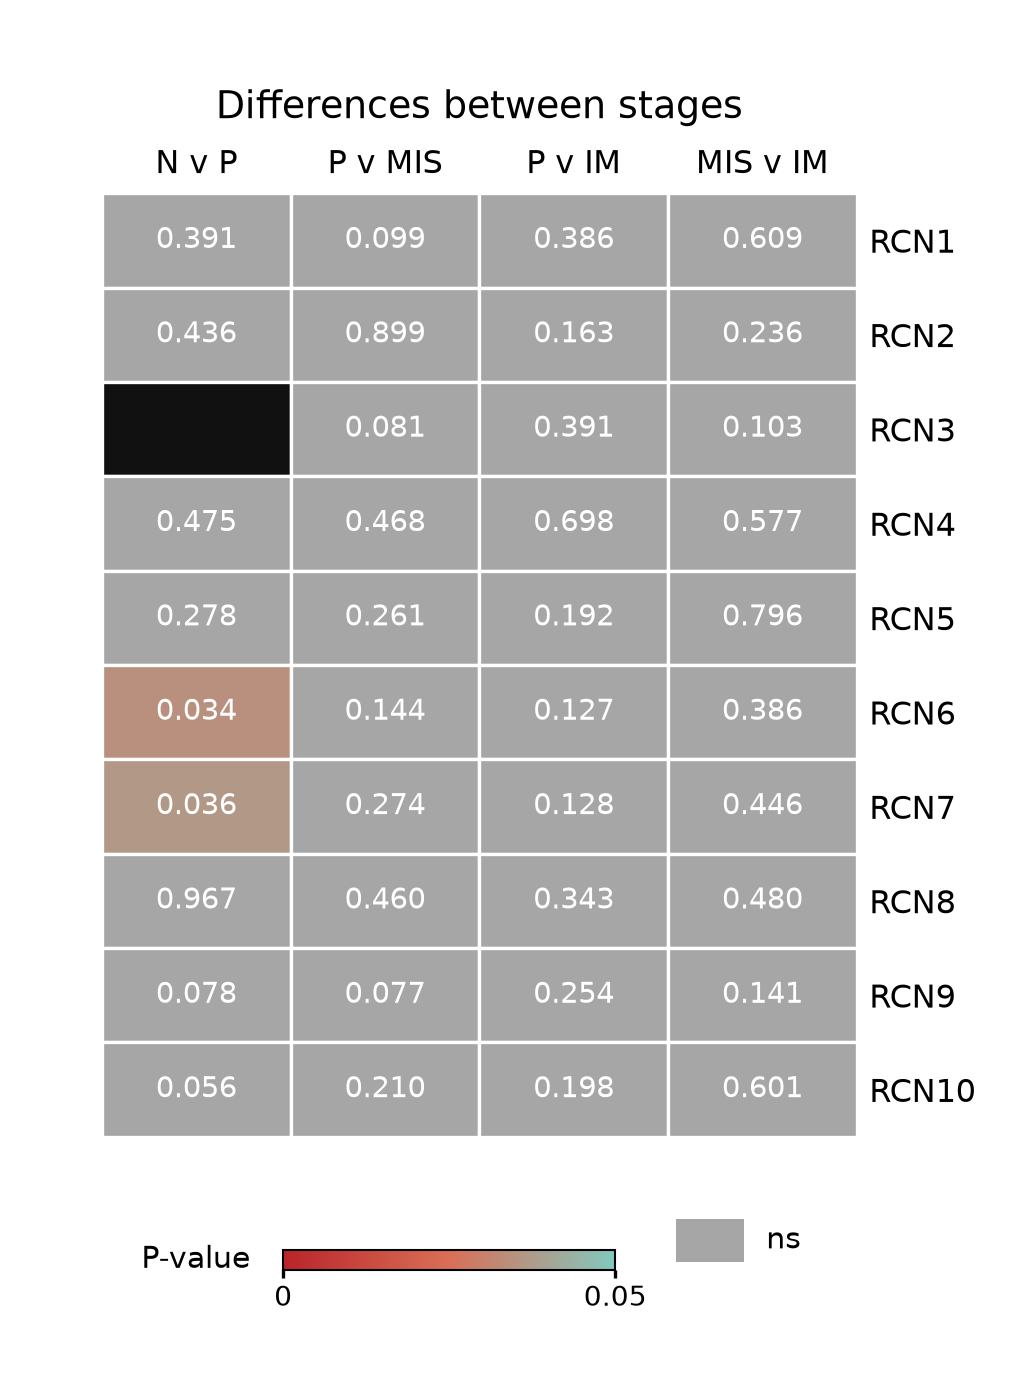 Differences between stages
N v P P v MIS P v IM MIS v IM
0.391 0.099 0.386 0.609 RCN1
0.436 0.899 0.163 0.236 RCN2
0.081 0.391 0.103 RCN3
0.475 0.468 0.698 0.577 RCN4
0.278 0.261 0.192 0.796 RCN5
0.034 0.144 0.127 0.386 RCN6
0.036 0.274 0.128 0.446 RCN7
0.967 0.460 0.343 0.480 RCN8
0.078 0.077 0.254 0.141 RCN9
0.056 0.210 0.198 0.601 RCN10
P-value ns
0 0.05